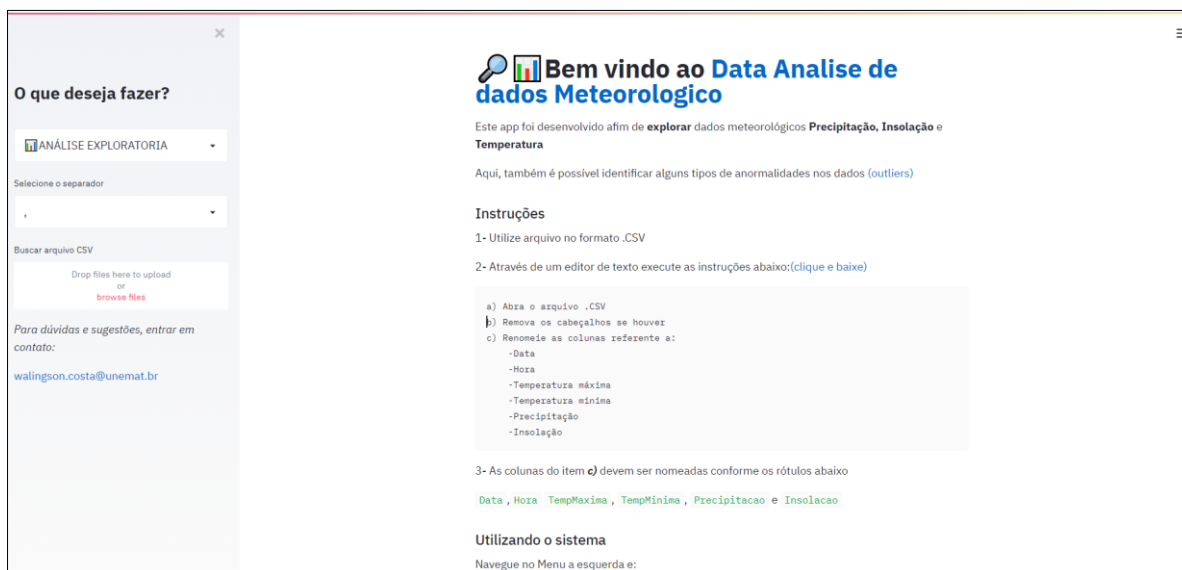 ×
O que deseja fazer?
ANÁLISE EXPLORATORIA
Selecione o separador
,
Buscar arquivo CSV
Drop files here to upload
or
browse files
Para dúvidas e sugestões, entrar em
contato:
walingson.costa@unemat.br
Bem vindo ao Data Analise de
dados Meteorologico
Este app foi desenvolvido afim de explorar dados meteorológicos Precipitação, Insolação e
Temperatura
Aqui, também é possível identificar alguns tipos de anormalidades nos dados (outliers)
Instruções
1- Utilize arquivo no formato .CSV
2- Através de um editor de texto execute as instruções abaixo:(clique e baixe)
a) Abra o arquivo .CSV
b) Remova os cabeçalhos se houver
c) Renomeie as colunas referente a:
-Data
-Hora
-Temperatura máxima
-Temperatura mínima
-Precipitação
-Insolação
3- As colunas do item c) devem ser nomeadas conforme os rótulos abaixo
Data , Hora TempMaxima , TempMinima , Precipitacao e Insolacao
Utilizando o sistema
Navegue no Menu a esquerda e: